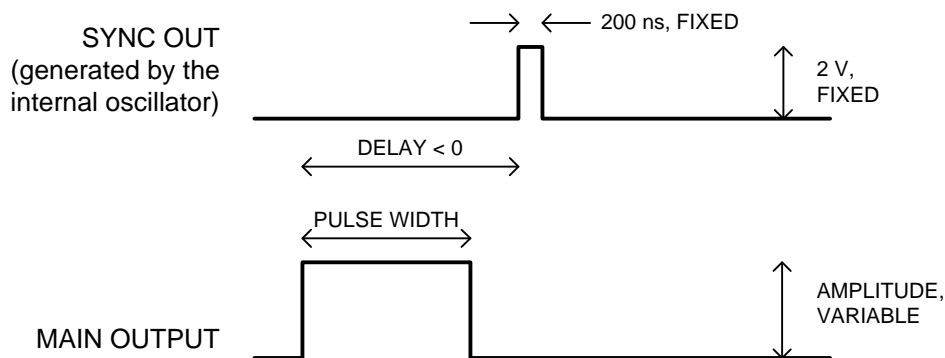 200 ns, FIXED
SYNC OUT
(generated by the
internal oscillator)
2 V,
FIXED
DELAY < 0
PULSE WIDTH
AMPLITUDE,
VARIABLE
MAIN OUTPUT